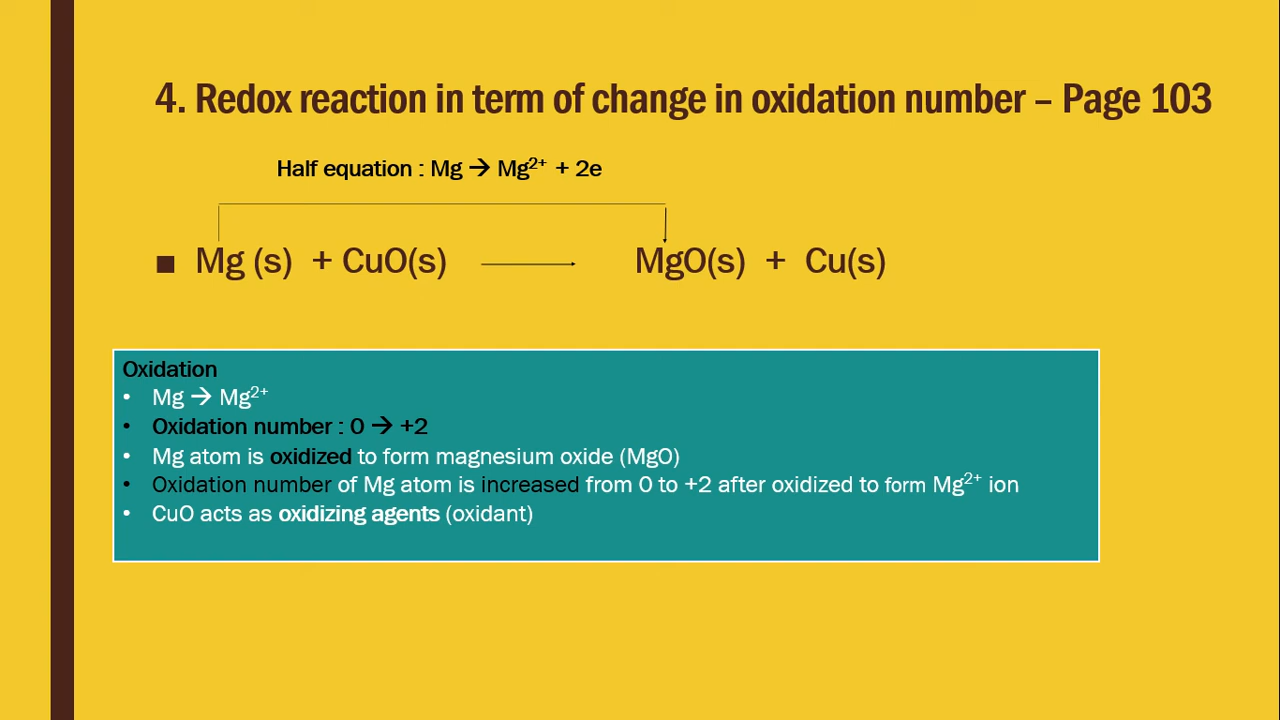 4. Redox reaction in term of change in oxidation number – Page 103
Half equation : Mg → Mg²⁺ + 2e
■ Mg (s) + CuO(s) → MgO(s) + Cu(s)
Oxidation
• Mg → Mg²⁺
• Oxidation number : 0 → +2
• Mg atom is oxidized to form magnesium oxide (MgO)
• Oxidation number of Mg atom is increased from 0 to +2 after oxidized to form Mg²⁺ ion
• CuO acts as oxidizing agents (oxidant)